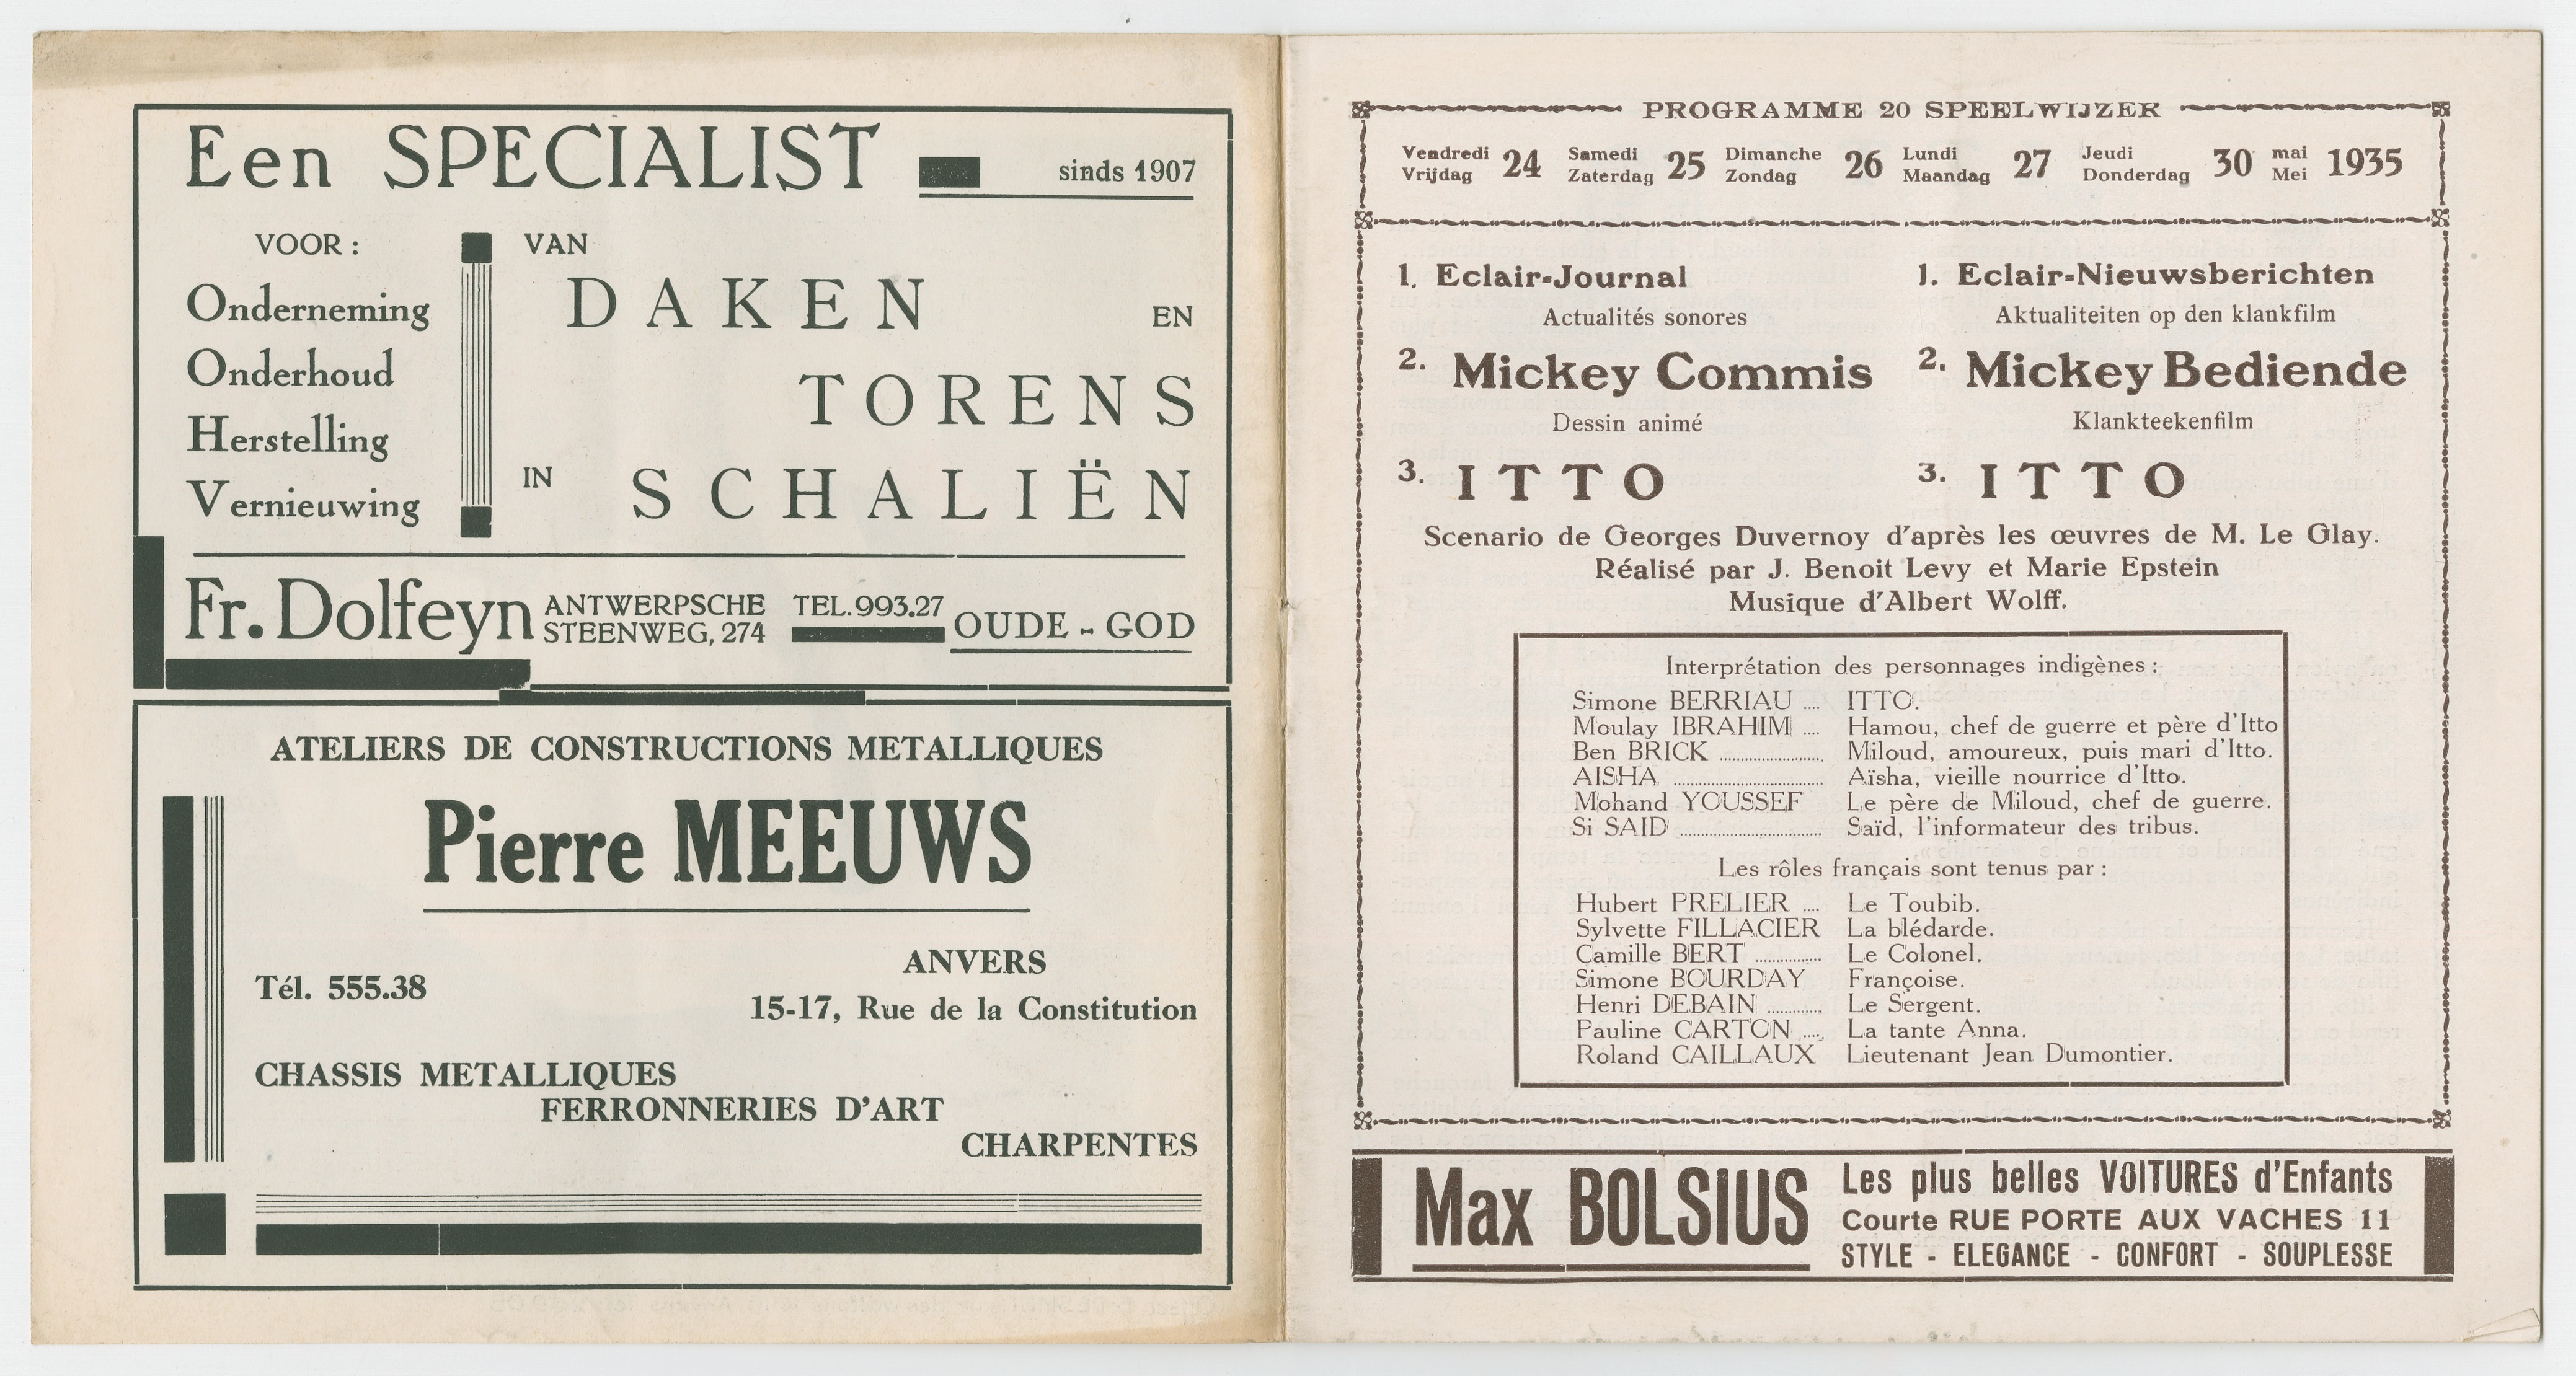 Een SPECIALIST sinds 1907
VOOR :
Onderneming
Onderhoud
Herstelling
Vernieuwing
VAN
DAKEN EN
TORENS
IN SCHALIËN
Fr. Dolfeyn ANTWERPSCHE STEENWEG, 274 TEL. 993.27 OUDE - GOD
ATELIERS DE CONSTRUCTIONS METALLIQUES
Pierre MEEUWS
Tél. 555.38
ANVERS
15-17, Rue de la Constitution
CHASSIS METALLIQUES
FERRONNERIES D'ART
CHARPENTES
PROGRAMME 20 SPEELWIJZER
Vendredi Vrijdag 24 Samedi Zaterdag 25 Dimanche Zondag 26 Lundi Maandag 27 Jeudi Donderdag 30 mai Mei 1935
1. Eclair-Journal
Actualités sonores
2. Mickey Commis
Dessin animé
3. ITTO
1. Eclair-Nieuwsberichten
Aktualiteiten op den klankfilm
2. Mickey Bediende
Klankteekenfilm
3. ITTO
Scenario de Georges Duvernoy d'après les œuvres de M. Le Glay.
Réalisé par J. Benoit Levy et Marie Epstein
Musique d'Albert Wolff.
Interprétation des personnages indigènes :
Simone BERRIAU .... ITTO.
Moulay IBRAHIM .... Hamou, chef de guerre et père d'Itto
Ben BRICK .......................... Miloud, amoureux, puis mari d'Itto.
AISHA ...................................... Aïsha, vieille nourrice d'Itto.
Mohand YOUSSEF Le père de Miloud, chef de guerre.
Si SAID .................................... Saïd, l'informateur des tribus.
Les rôles français sont tenus par :
Hubert PRELIER .... Le Toubib.
Sylvette FILLACIER La blédarde.
Camille BERT ................ Le Colonel.
Simone BOURDAY Françoise.
Henri DEBAIN ............. Le Sergent.
Pauline CARTON ..... La tante Anna.
Roland CAILLAUX Lieutenant Jean Dumontier.
Max BOLSIUS
Les plus belles VOITURES d'Enfants
Courte RUE PORTE AUX VACHES 11
STYLE - ELEGANCE - CONFORT - SOUPLESSE